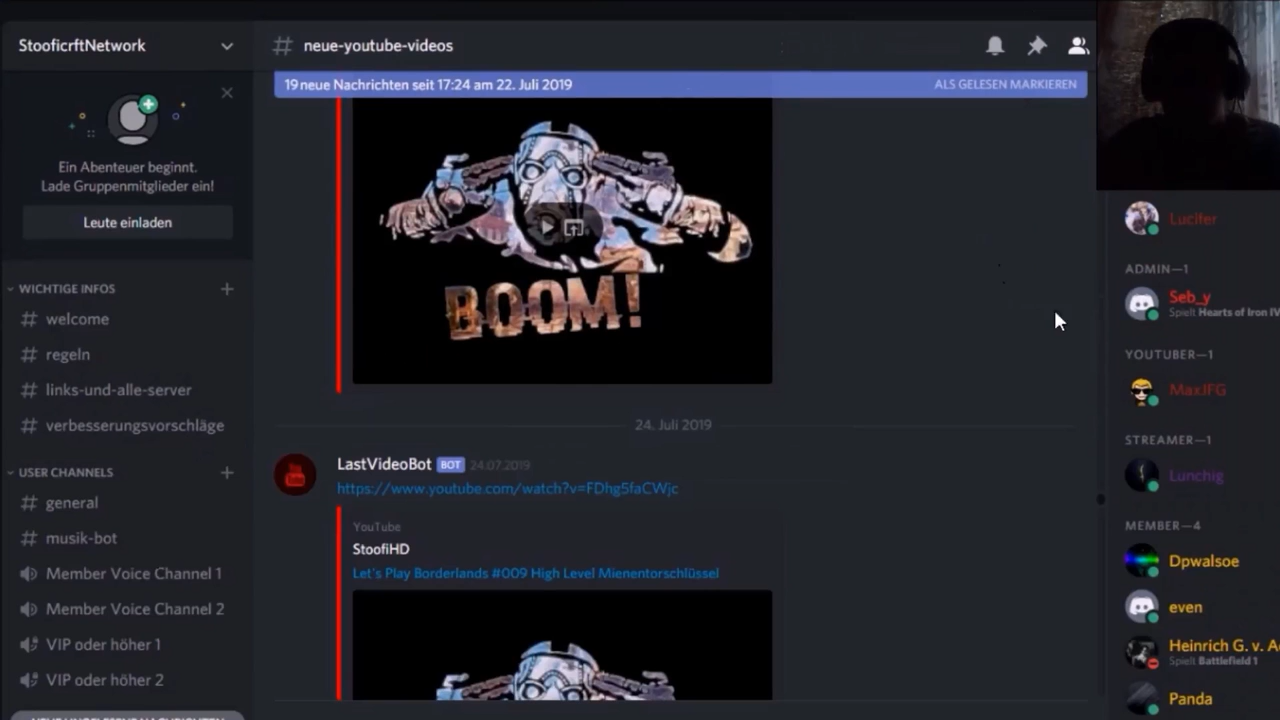 StooficrftNetwork
Ein Abenteuer beginnt.
Lade Gruppenmitglieder ein!
Leute einladen
WICHTIGE INFOS
welcome
regeln
links-und-alle-server
verbesserungsvorschläge
USER CHANNELS
general
musik-bot
Member Voice Channel 1
Member Voice Channel 2
VIP oder höher 1
VIP oder höher 2
# neue-youtube-videos
19 neue Nachrichten seit 17:24 am 22. Juli 2019
ALS GELESEN MARKIEREN
BOOM!
24. Juli 2019
LastVideoBot BOT 24.07.2019
https://www.youtube.com/watch?v=FDhg5faCWjc
YouTube
StoofiHD
Let's Play Borderlands #009 High Level Mienentorschlüssel
Lucifer
ADMIN—1
Seb_y
Spielt Hearts of Iron IV
YOUTUBER—1
MaxIFG
STREAMER—1
Lunchig
MEMBER—4
Dpwalsoe
even
Heinrich G. v.
Spielt Battlefield 1
Panda